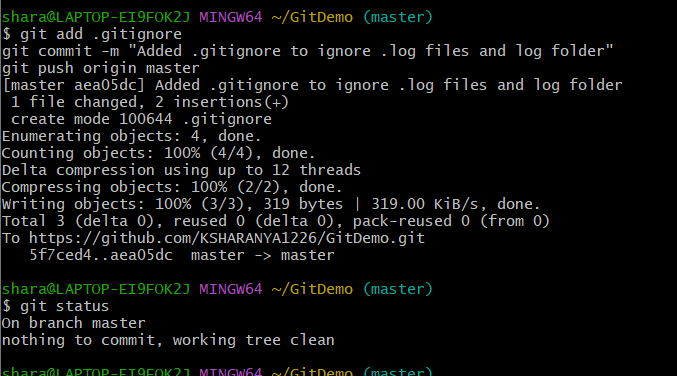 shara@LAPTOP-EI9FOK2J MINGW64 ~/GitDemo (master)
$ git add .gitignore
git commit -m "Added .gitignore to ignore .log files and log folder"
git push origin master
[master aea05dc] Added .gitignore to ignore .log files and log folder
 1 file changed, 2 insertions(+)
 create mode 100644 .gitignore
Enumerating objects: 4, done.
Counting objects: 100% (4/4), done.
Delta compression using up to 12 threads
Compressing objects: 100% (2/2), done.
Writing objects: 100% (3/3), 319 bytes | 319.00 KiB/s, done.
Total 3 (delta 0), reused 0 (delta 0), pack-reused 0 (from 0)
To https://github.com/KSHARANYA1226/GitDemo.git
   5f7ced4..aea05dc  master -> master
shara@LAPTOP-EI9FOK2J MINGW64 ~/GitDemo (master)
$ git status
On branch master
nothing to commit, working tree clean
shara@LAPTOP-EI9FOK2J MINGW64 ~/GitDemo (master)